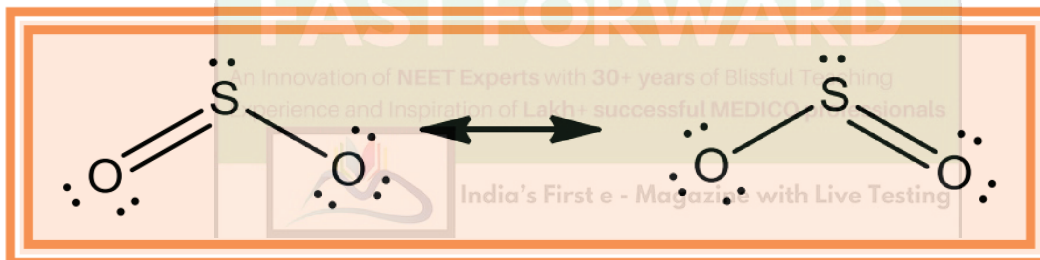 FAST FORWARD
An Innovation of NEET Experts with 30+ years of Blissful Teaching
Experience and Inspiration of Lakh+ successful MEDICO professionals
S
S
O
O
O
O
India's First e - Magazine with Live Testing